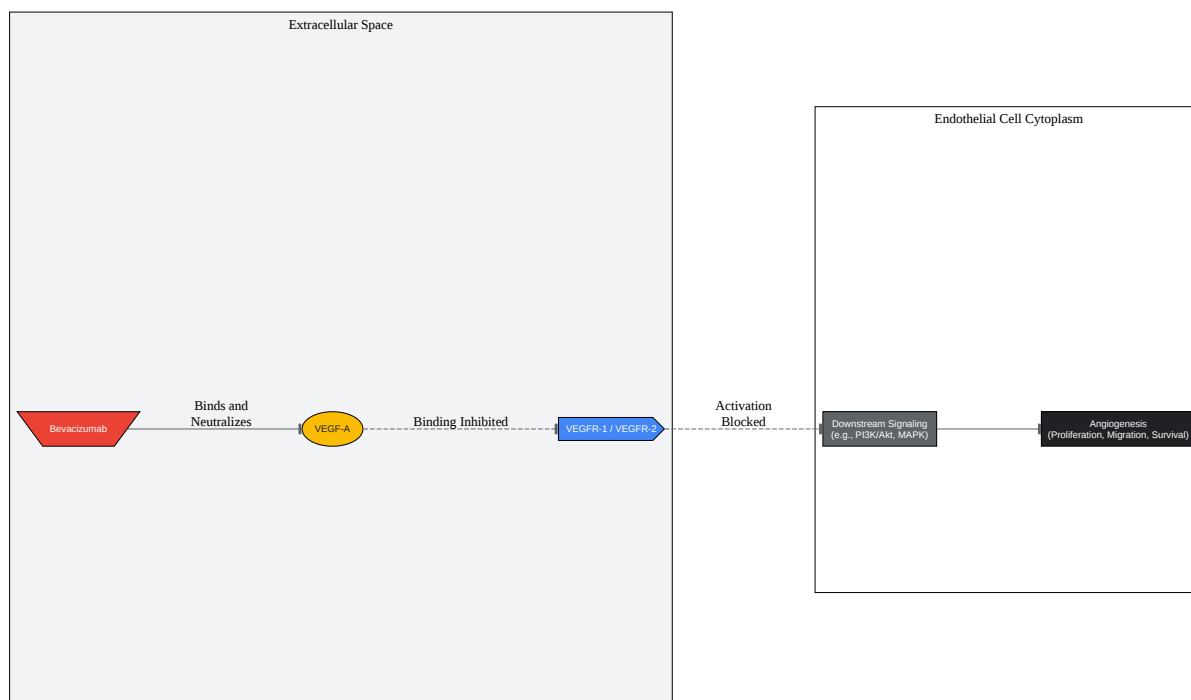 Extracellular Space
Endothelial Cell Cytoplasm
Bevacizumab
Binds and
Neutralizes
VEGF-A
Binding Inhibited
VEGFR-1 / VEGFR-2
Activation
Blocked
Downstream Signaling
(e.g., PI3K/Akt, MAPK)
Angiogenesis
(Proliferation, Migration, Survival)